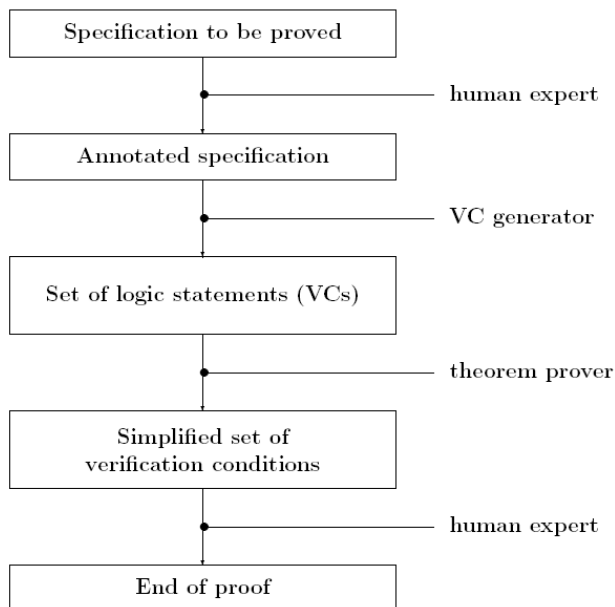 Specification to be proved
human expert
Annotated specification
VC generator
Set of logic statements (VCs)
theorem prover
Simplified set of
verification conditions
human expert
End of proof